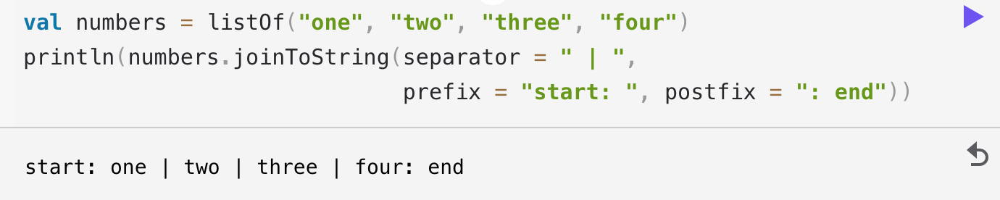 val numbers = listOf("one", "two", "three", "four")
println(numbers.joinToString(separator = " | ",
prefix = "start: ", postfix = ": end"))
start: one | two | three | four: end